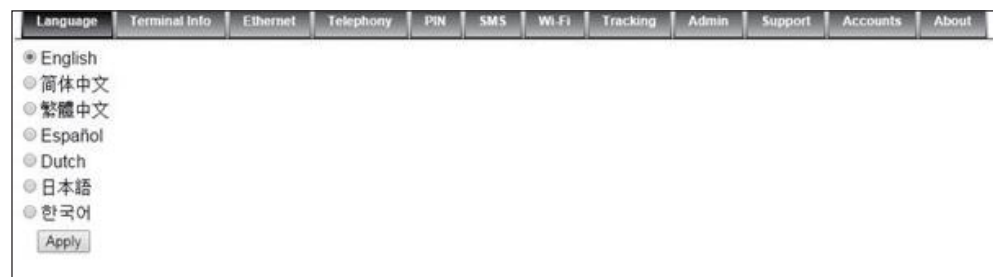 Language Terminal Info Ethernet Telephony PIN SMS Wi-Fi Tracking Admin Support Accounts About
English
简体中文
繁體中文
Español
Dutch
日本語
한국어
Apply